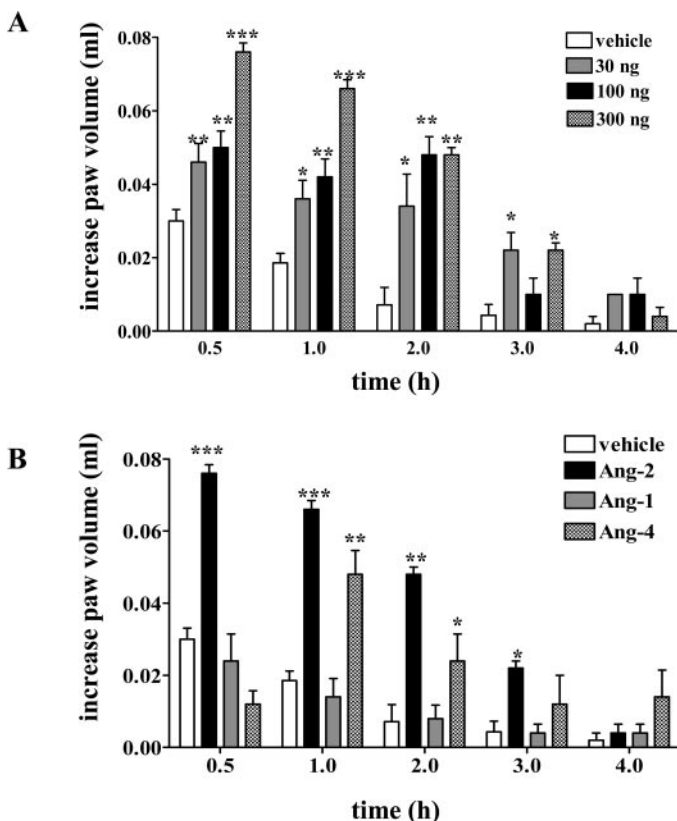 A
increase paw volume (ml)
0.08
0.06
0.04
0.02
0.00
vehicle
30 ng
100 ng
300 ng
** ** ***
* ** ***
* ** **
* *
0.5 1.0 2.0 3.0 4.0
time (h)
B
increase paw volume (ml)
0.08
0.06
0.04
0.02
0.00
vehicle
Ang-2
Ang-1
Ang-4
***
*** **
** *
*
0.5 1.0 2.0 3.0 4.0
time (h)